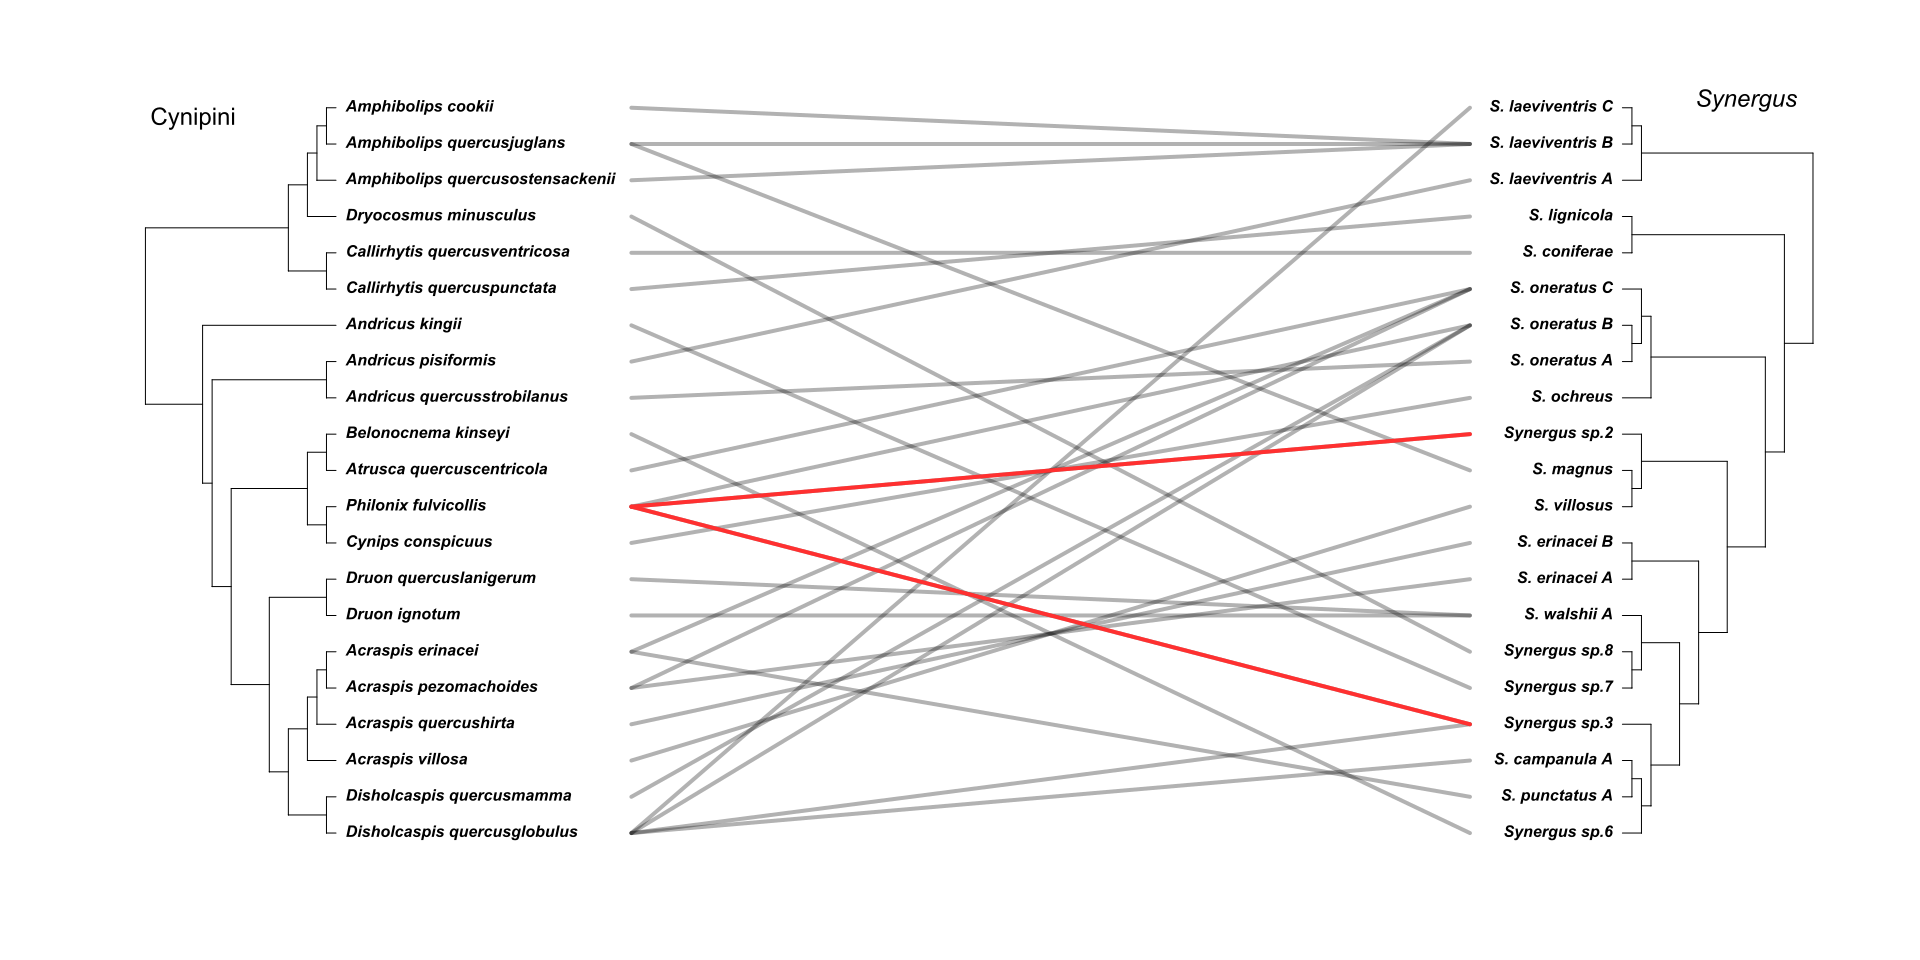 Cynipini
Amphibolips cookii
Amphibolips quercusjuglans
Amphibolips quercusostensackenii
Dryocosmus minusculus
Callirhytis quercusventricosa
Callirhytis quercuspunctata
Andricus kingii
Andricus pisiformis
Andricus quercusstrobilanus
Belonocnema kinseyi
Atrusca quercuscentricola
Philonix fulvicollis
Cynips conspicuus
Druon quercuslanigerum
Druon ignotum
Acraspis erinacei
Acraspis pezomachoides
Acraspis quercushirta
Acraspis villosa
Disholcaspis quercusmamma
Disholcaspis quercusglobulus
Synergus
S. laeviventris C
S. laeviventris B
S. laeviventris A
S. lignicola
S. coniferae
S. oneratus C
S. oneratus B
S. oneratus A
S. ochreus
Synergus sp.2
S. magnus
S. villosus
S. erinacei B
S. erinacei A
S. walshii A
Synergus sp.8
Synergus sp.7
Synergus sp.3
S. campanula A
S. punctatus A
Synergus sp.6